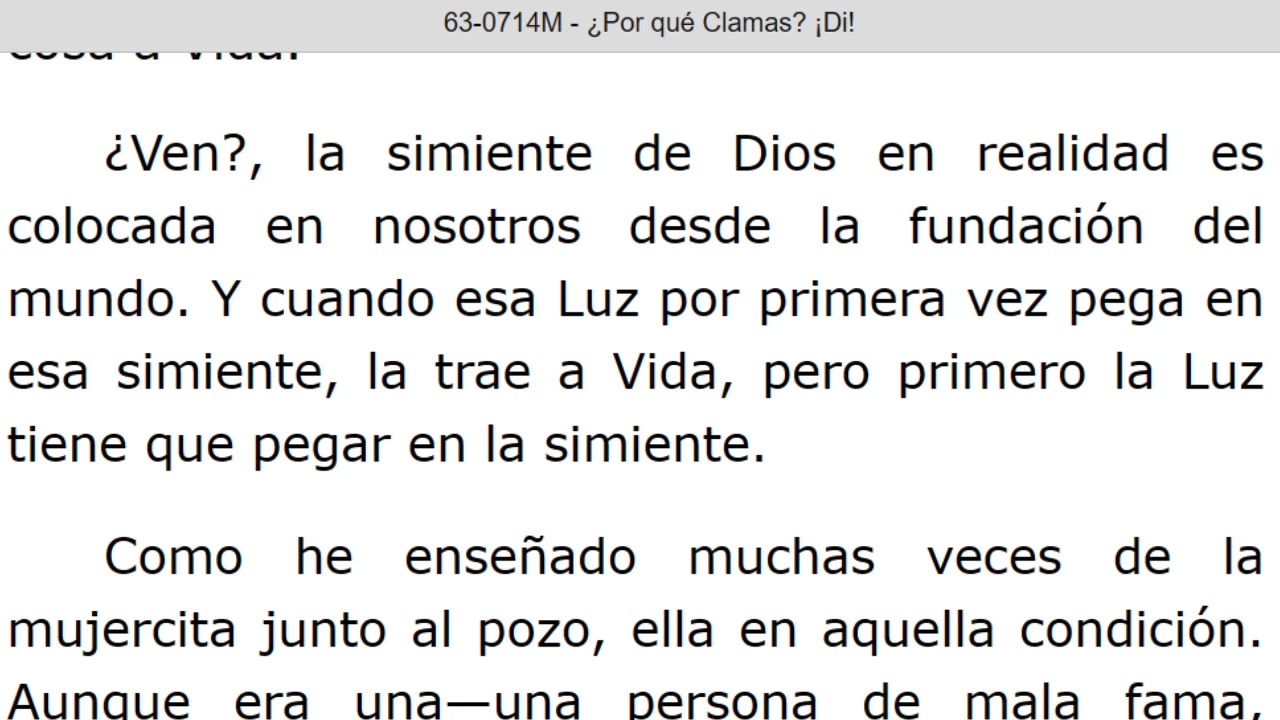 63-0714M - ¿Por qué Clamas? ¡Di!
cosa a Vida.
¿Ven?, la simiente de Dios en realidad es
colocada en nosotros desde la fundación del
mundo. Y cuando esa Luz por primera vez pega en
esa simiente, la trae a Vida, pero primero la Luz
tiene que pegar en la simiente.
Como he enseñado muchas veces de la
mujercita junto al pozo, ella en aquella condición.
Aunque era una—una persona de mala fama,